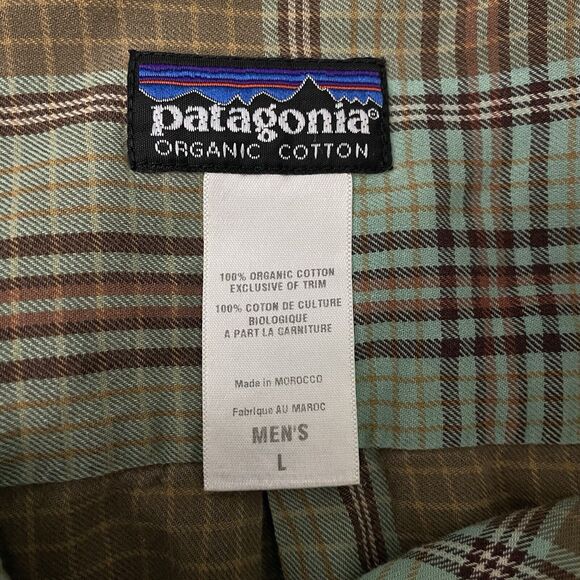 patagonia®
ORGANIC COTTON
100% ORGANIC COTTON
EXCLUSIVE OF TRIM
100% COTON DE CULTURE
BIOLOGIQUE
A PART LA GARNITURE
Made in MOROCCO
Fabrique AU MAROC
MEN'S
L